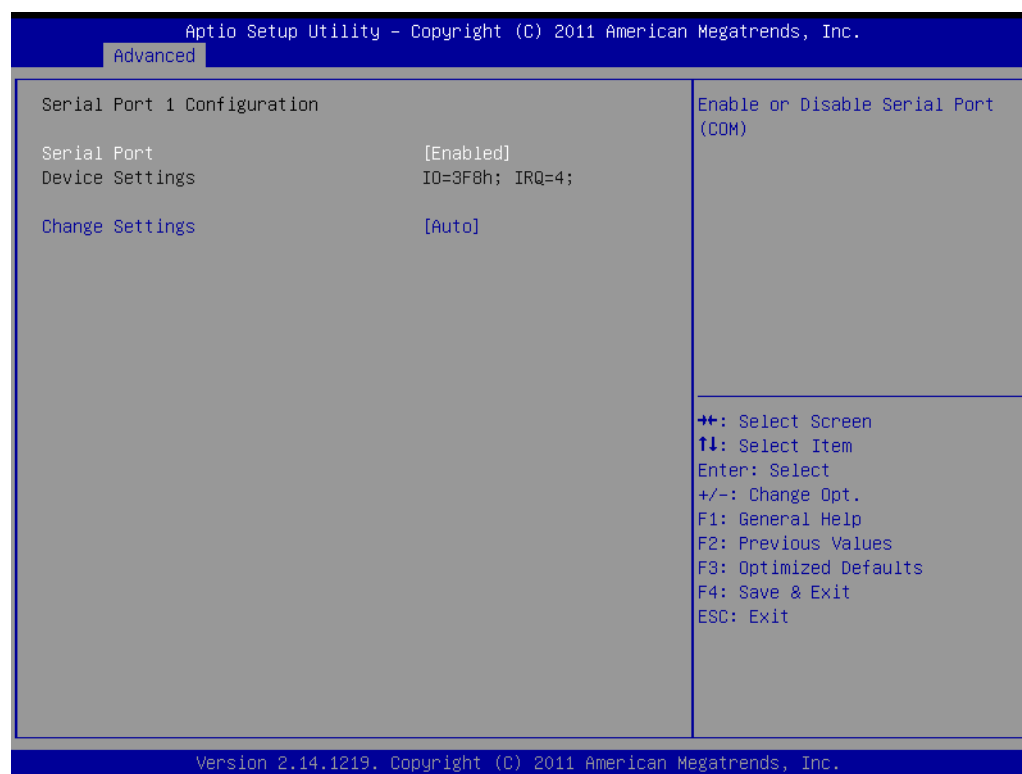 Aptio Setup Utility – Copyright (C) 2011 American Megatrends, Inc.
Advanced
Serial Port 1 Configuration
Serial Port [Enabled]
Device Settings IO=3F8h; IRQ=4;
Change Settings [Auto]
Enable or Disable Serial Port
(COM)
→←: Select Screen
↑↓: Select Item
Enter: Select
+/-: Change Opt.
F1: General Help
F2: Previous Values
F3: Optimized Defaults
F4: Save & Exit
ESC: Exit
Version 2.14.1219. Copyright (C) 2011 American Megatrends, Inc.